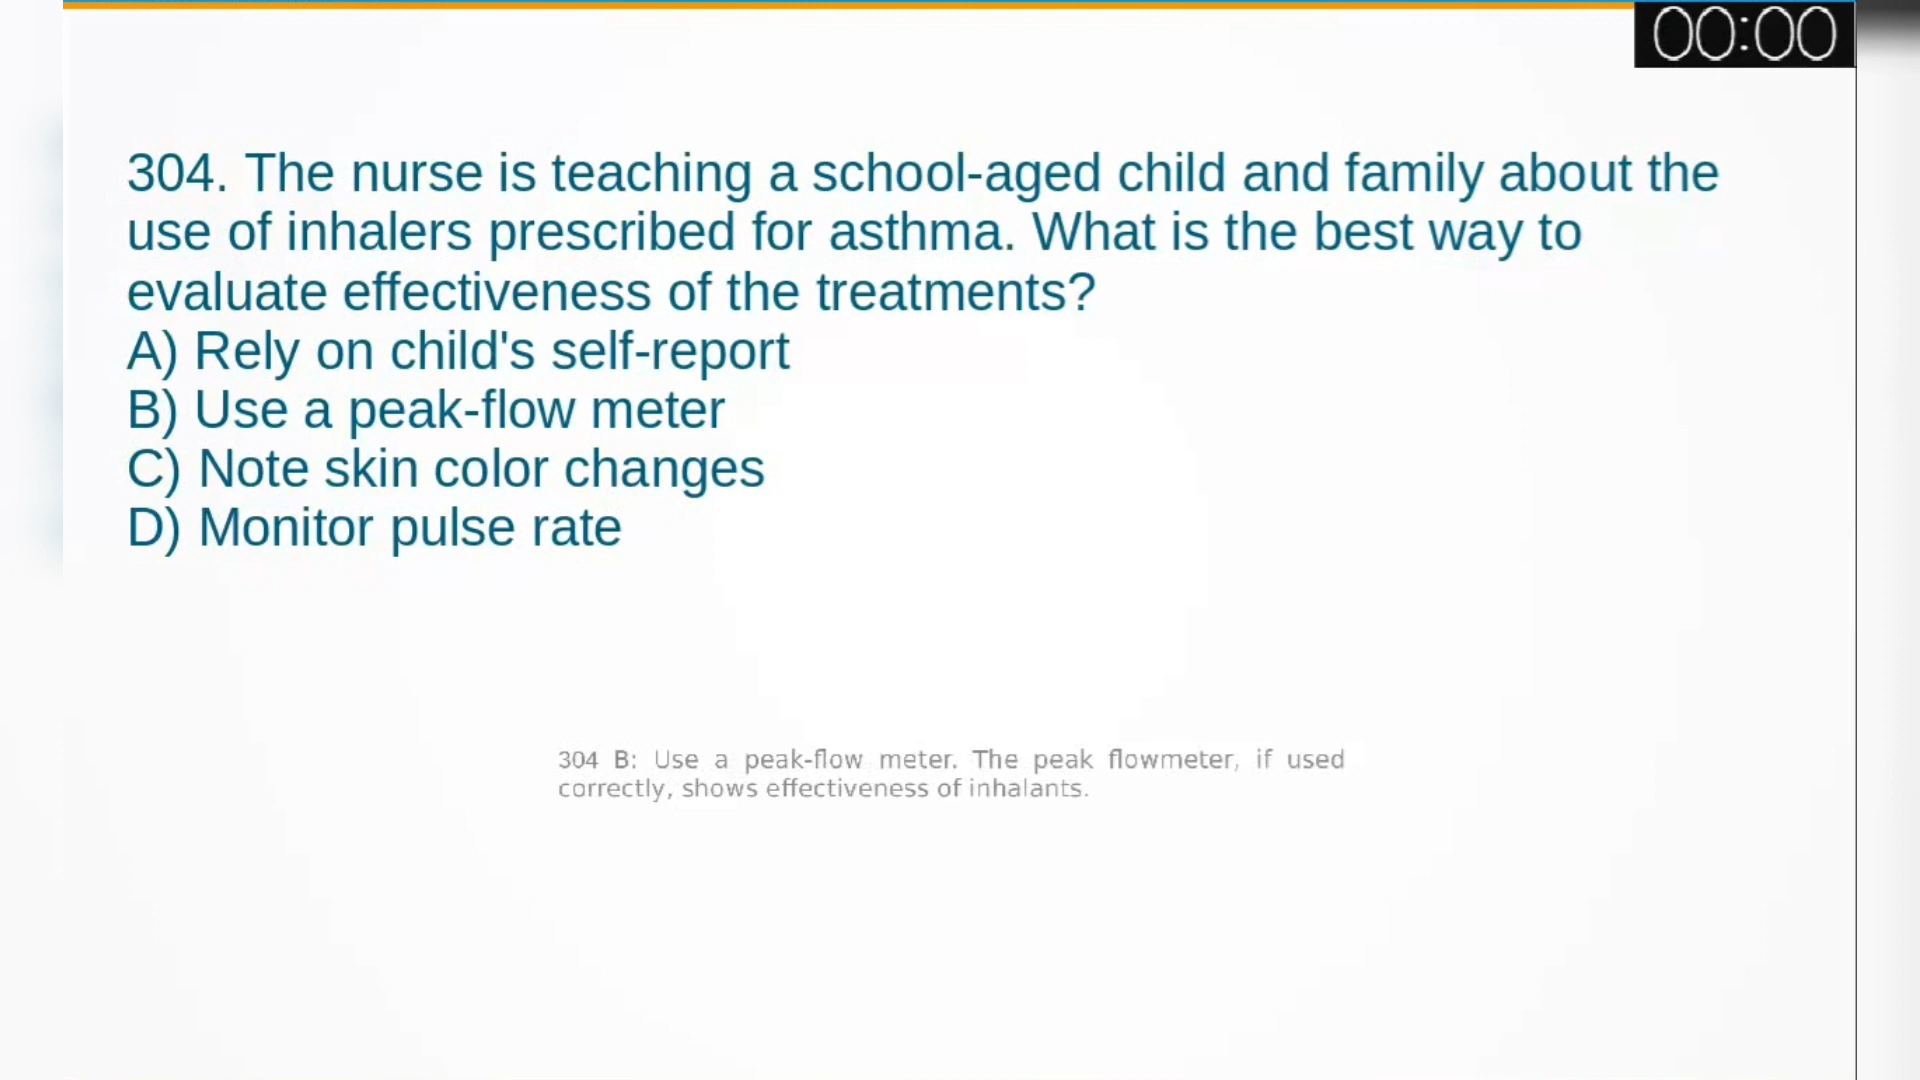 00:00
304. The nurse is teaching a school-aged child and family about the
use of inhalers prescribed for asthma. What is the best way to
evaluate effectiveness of the treatments?
A) Rely on child's self-report
B) Use a peak-flow meter
C) Note skin color changes
D) Monitor pulse rate
304 B: Use a peak-flow meter. The peak flowmeter, if used
correctly, shows effectiveness of inhalants.